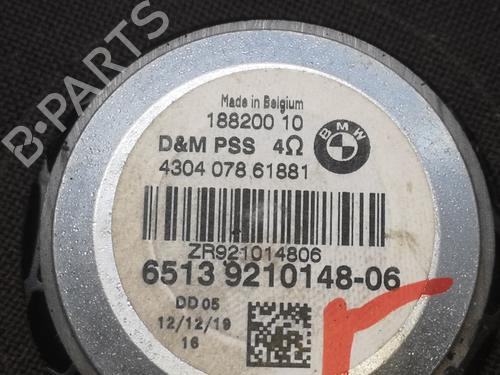 B-PARTS
Made in Belgium
188200 10
BMW
D&M PSS 4Ω
4304 078 61881
ZR921014806
6513 9210148-06
DD 05
12/12/19
16